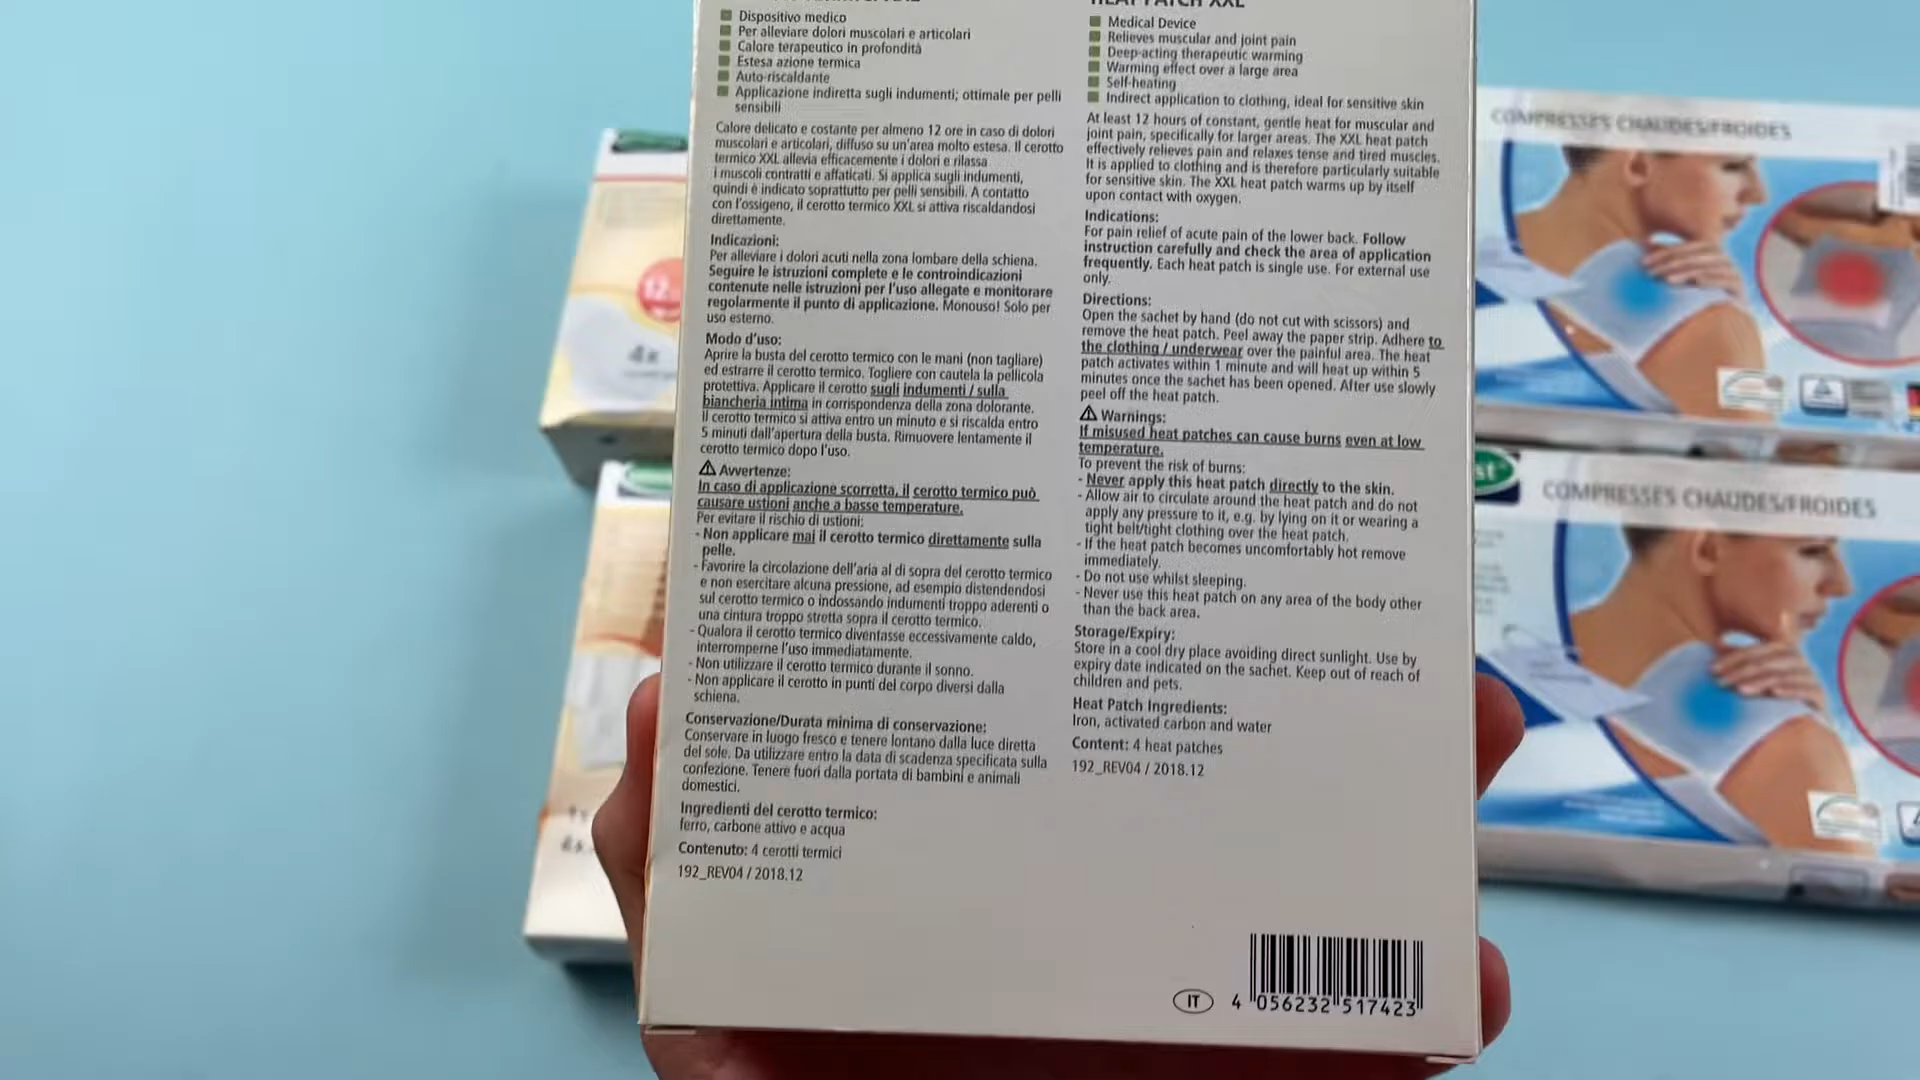 Dispositivo medico
Per alleviare dolori muscolari e articolari
Calore terapeutico in profondità
Estesa azione termica
Auto-riscaldante
Applicazione indiretta sugli indumenti; ottimale per pelli
sensibili
Calore delicato e costante per almeno 12 ore in caso di dolori
muscolari e articolari, diffuso su un'area molto estesa. Il cerotto
termico XXL allevia efficacemente i dolori e rilassa
i muscoli contratti e affaticati. Si applica sugli indumenti,
quindi è indicato soprattutto per pelli sensibili. A contatto
con l'ossigeno, il cerotto termico XXL si attiva riscaldandosi
direttamente.
Indicazioni:
Per alleviare i dolori acuti nella zona lombare della schiena.
Seguire le istruzioni complete e le controindicazioni
contenute nelle istruzioni per l'uso allegate e monitorare
regolarmente il punto di applicazione. Monouso! Solo per
uso esterno.
Modo d'uso:
Aprire la busta del cerotto termico con le mani (non tagliare)
ed estrarre il cerotto termico. Togliere con cautela la pellicola
protettiva. Applicare il cerotto sugli indumenti / sulla
biancheria intima in corrispondenza della zona dolorante.
Il cerotto termico si attiva entro un minuto e si riscalda entro
5 minuti dall'apertura della busta. Rimuovere lentamente il
cerotto termico dopo l'uso.
Avvertenze:
In caso di applicazione scorretta, il cerotto termico può
causare ustioni anche a basse temperature.
Per evitare il rischio di ustioni:
- Non applicare mai il cerotto termico direttamente sulla
pelle.
- Favorire la circolazione dell'aria al di sopra del cerotto termico
e non esercitare alcuna pressione, ad esempio distendendosi
sul cerotto termico o indossando indumenti troppo aderenti o
una cintura troppo stretta sopra il cerotto termico.
- Qualora il cerotto termico diventasse eccessivamente caldo,
interromperne l'uso immediatamente.
- Non utilizzare il cerotto termico durante il sonno.
- Non applicare il cerotto in punti del corpo diversi dalla
schiena.
Conservazione/Durata minima di conservazione:
Conservare in luogo fresco e tenere lontano dalla luce diretta
del sole. Da utilizzare entro la data di scadenza specificata sulla
confezione. Tenere fuori dalla portata di bambini e animali
domestici.
Ingredienti del cerotto termico:
ferro, carbone attivo e acqua
Contenuto: 4 cerotti termici
192_REV04 / 2018.12
HEAT PATCH XXL
Medical Device
Relieves muscular and joint pain
Deep-acting therapeutic warming
Warming effect over a large area
Self-heating
Indirect application to clothing, ideal for sensitive skin
At least 12 hours of constant, gentle heat for muscular and
joint pain, specifically for larger areas. The XXL heat patch
effectively relieves pain and relaxes tense and tired muscles.
It is applied to clothing and is therefore particularly suitable
for sensitive skin. The XXL heat patch warms up by itself
upon contact with oxygen.
Indications:
For pain relief of acute pain of the lower back. Follow
instruction carefully and check the area of application
frequently. Each heat patch is single use. For external use
only.
Directions:
Open the sachet by hand (do not cut with scissors) and
remove the heat patch. Peel away the paper strip. Adhere to
the clothing / underwear over the painful area. The heat
patch activates within 1 minute and will heat up within 5
minutes once the sachet has been opened. After use slowly
peel off the heat patch.
Warnings:
If misused heat patches can cause burns even at low
temperature.
To prevent the risk of burns:
- Never apply this heat patch directly to the skin.
- Allow air to circulate around the heat patch and do not
apply any pressure to it, e.g. by lying on it or wearing a
tight belt/tight clothing over the heat patch.
- If the heat patch becomes uncomfortably hot remove
immediately.
- Do not use whilst sleeping.
- Never use this heat patch on any area of the body other
than the back area.
Storage/Expiry:
Store in a cool dry place avoiding direct sunlight. Use by
expiry date indicated on the sachet. Keep out of reach of
children and pets.
Heat Patch Ingredients:
Iron, activated carbon and water
Content: 4 heat patches
192_REV04 / 2018.12
IT
4 056232 517423
COMPRESSES CHAUDES/FROIDES
COMPRESSES CHAUDES/FROIDES
12
4x